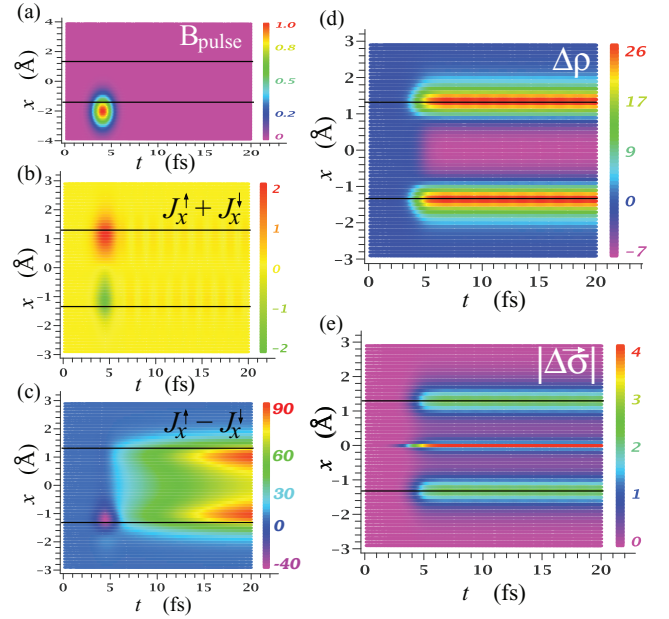 (a)
B_pulse
x (Å)
4
2
0
-2
-4
0 5 10 15 20
t (fs)
1.0
0.8
0.5
0.2
0
(b)
J_x^↑ + J_x^↓
x (Å)
3
2
1
0
-1
-2
-3
0 5 10 15 20
t (fs)
2
1
0
-1
-2
(c)
J_x^↑ − J_x^↓
x (Å)
3
2
1
0
-1
-2
-3
0 5 10 15 20
t (fs)
90
60
30
0
-40
(d)
Δρ
x (Å)
3
2
1
0
-1
-2
-3
0 5 10 15 20
t (fs)
26
17
9
0
-7
(e)
|Δσ⃗|
x (Å)
3
2
1
0
-1
-2
-3
0 5 10 15 20
t (fs)
4
3
2
1
0